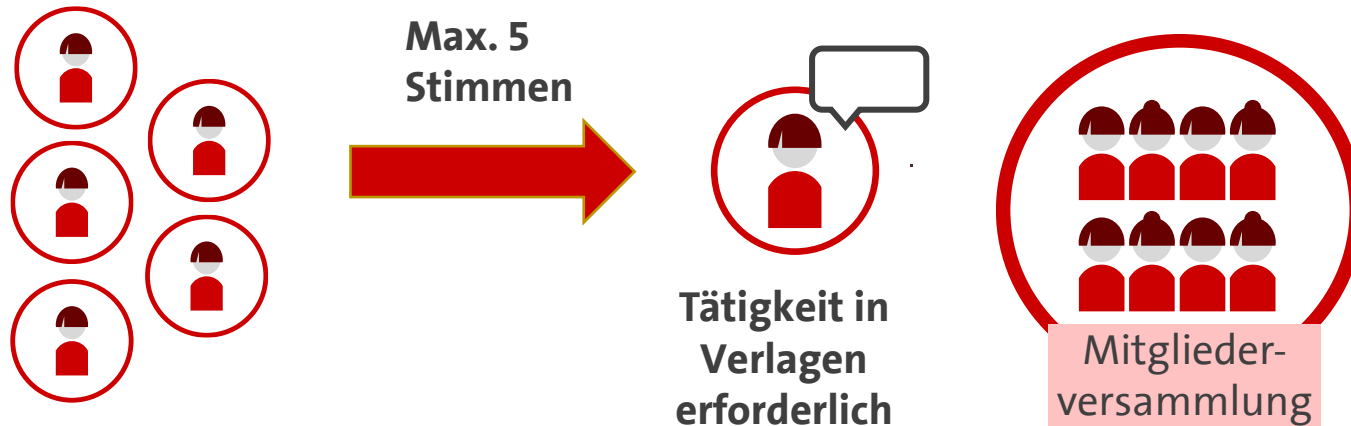 Max. 5
Stimmen
Tätigkeit in
Verlagen
erforderlich
Mitglieder-
versammlung